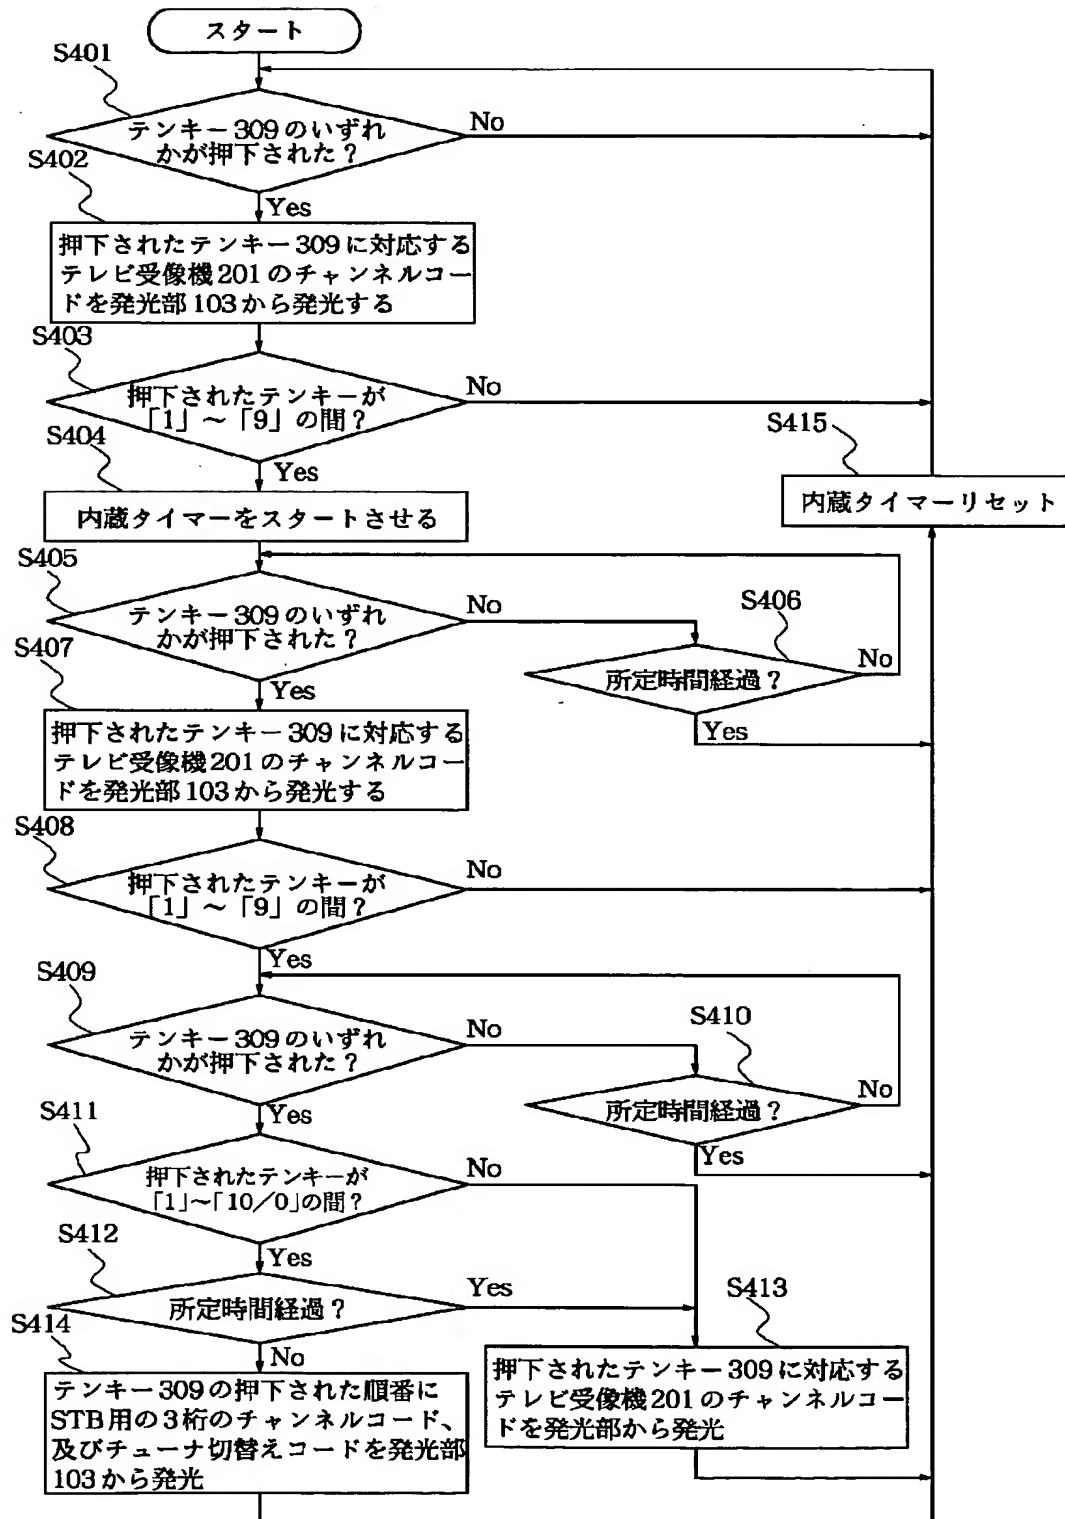 スタート
S401
テンキー309のいずれ
かが押下された？
No
Yes
S402
押下されたテンキー309に対応する
テレビ受像機201のチャンネルコー
ドを発光部103から発光する
S403
押下されたテンキーが
「1」～「9」の間？
No
Yes
S404
内蔵タイマーをスタートさせる
S415
内蔵タイマーリセット
S405
テンキー309のいずれ
かが押下された？
No
Yes
S406
所定時間経過？
No
Yes
S407
押下されたテンキー309に対応する
テレビ受像機201のチャンネルコー
ドを発光部103から発光する
S408
押下されたテンキーが
「1」～「9」の間？
No
Yes
S409
テンキー309のいずれ
かが押下された？
No
Yes
S410
所定時間経過？
No
Yes
S411
押下されたテンキーが
「1」～「10／0」の間？
No
Yes
S412
所定時間経過？
Yes
No
S413
押下されたテンキー309に対応する
テレビ受像機201のチャンネルコー
ドを発光部から発光
S414
テンキー309の押下された順番に
STB用の3桁のチャンネルコード、
及びチューナ切替えコードを発光部
103から発光